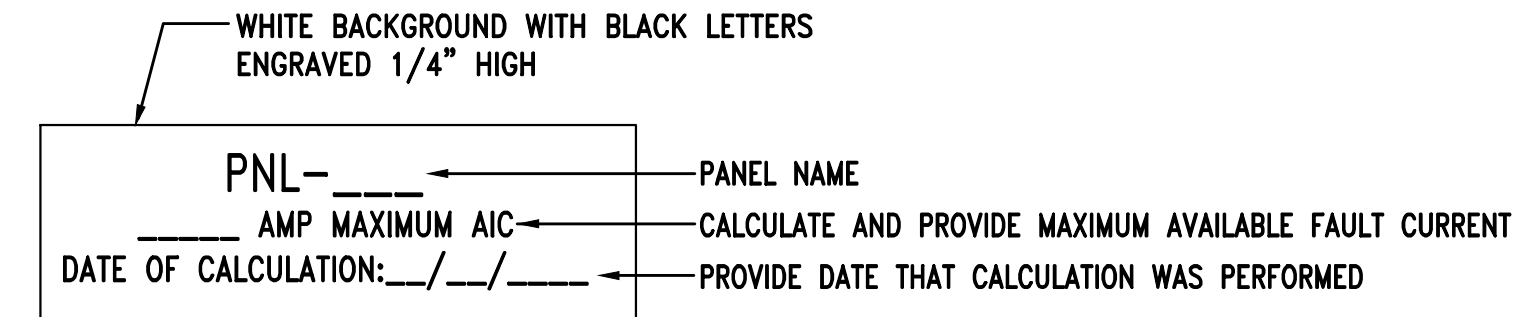 WHITE BACKGROUND WITH BLACK LETTERS
ENGRAVED 1/4" HIGH
PNL-___
PANEL NAME
_____ AMP MAXIMUM AIC
CALCULATE AND PROVIDE MAXIMUM AVAILABLE FAULT CURRENT
DATE OF CALCULATION:__/__/____
PROVIDE DATE THAT CALCULATION WAS PERFORMED